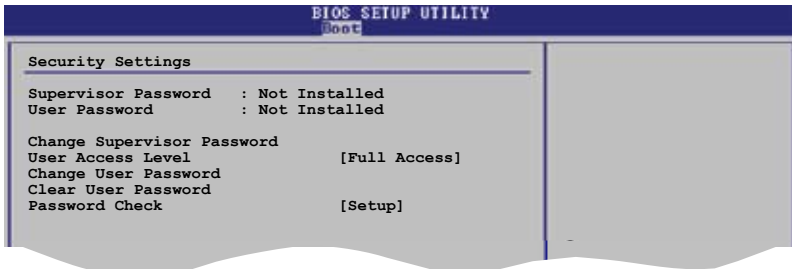 BIOS SETUP UTILITY
Boot
Security Settings
Supervisor Password : Not Installed
User Password : Not Installed
Change Supervisor Password
User Access Level [Full Access]
Change User Password
Clear User Password
Password Check [Setup]